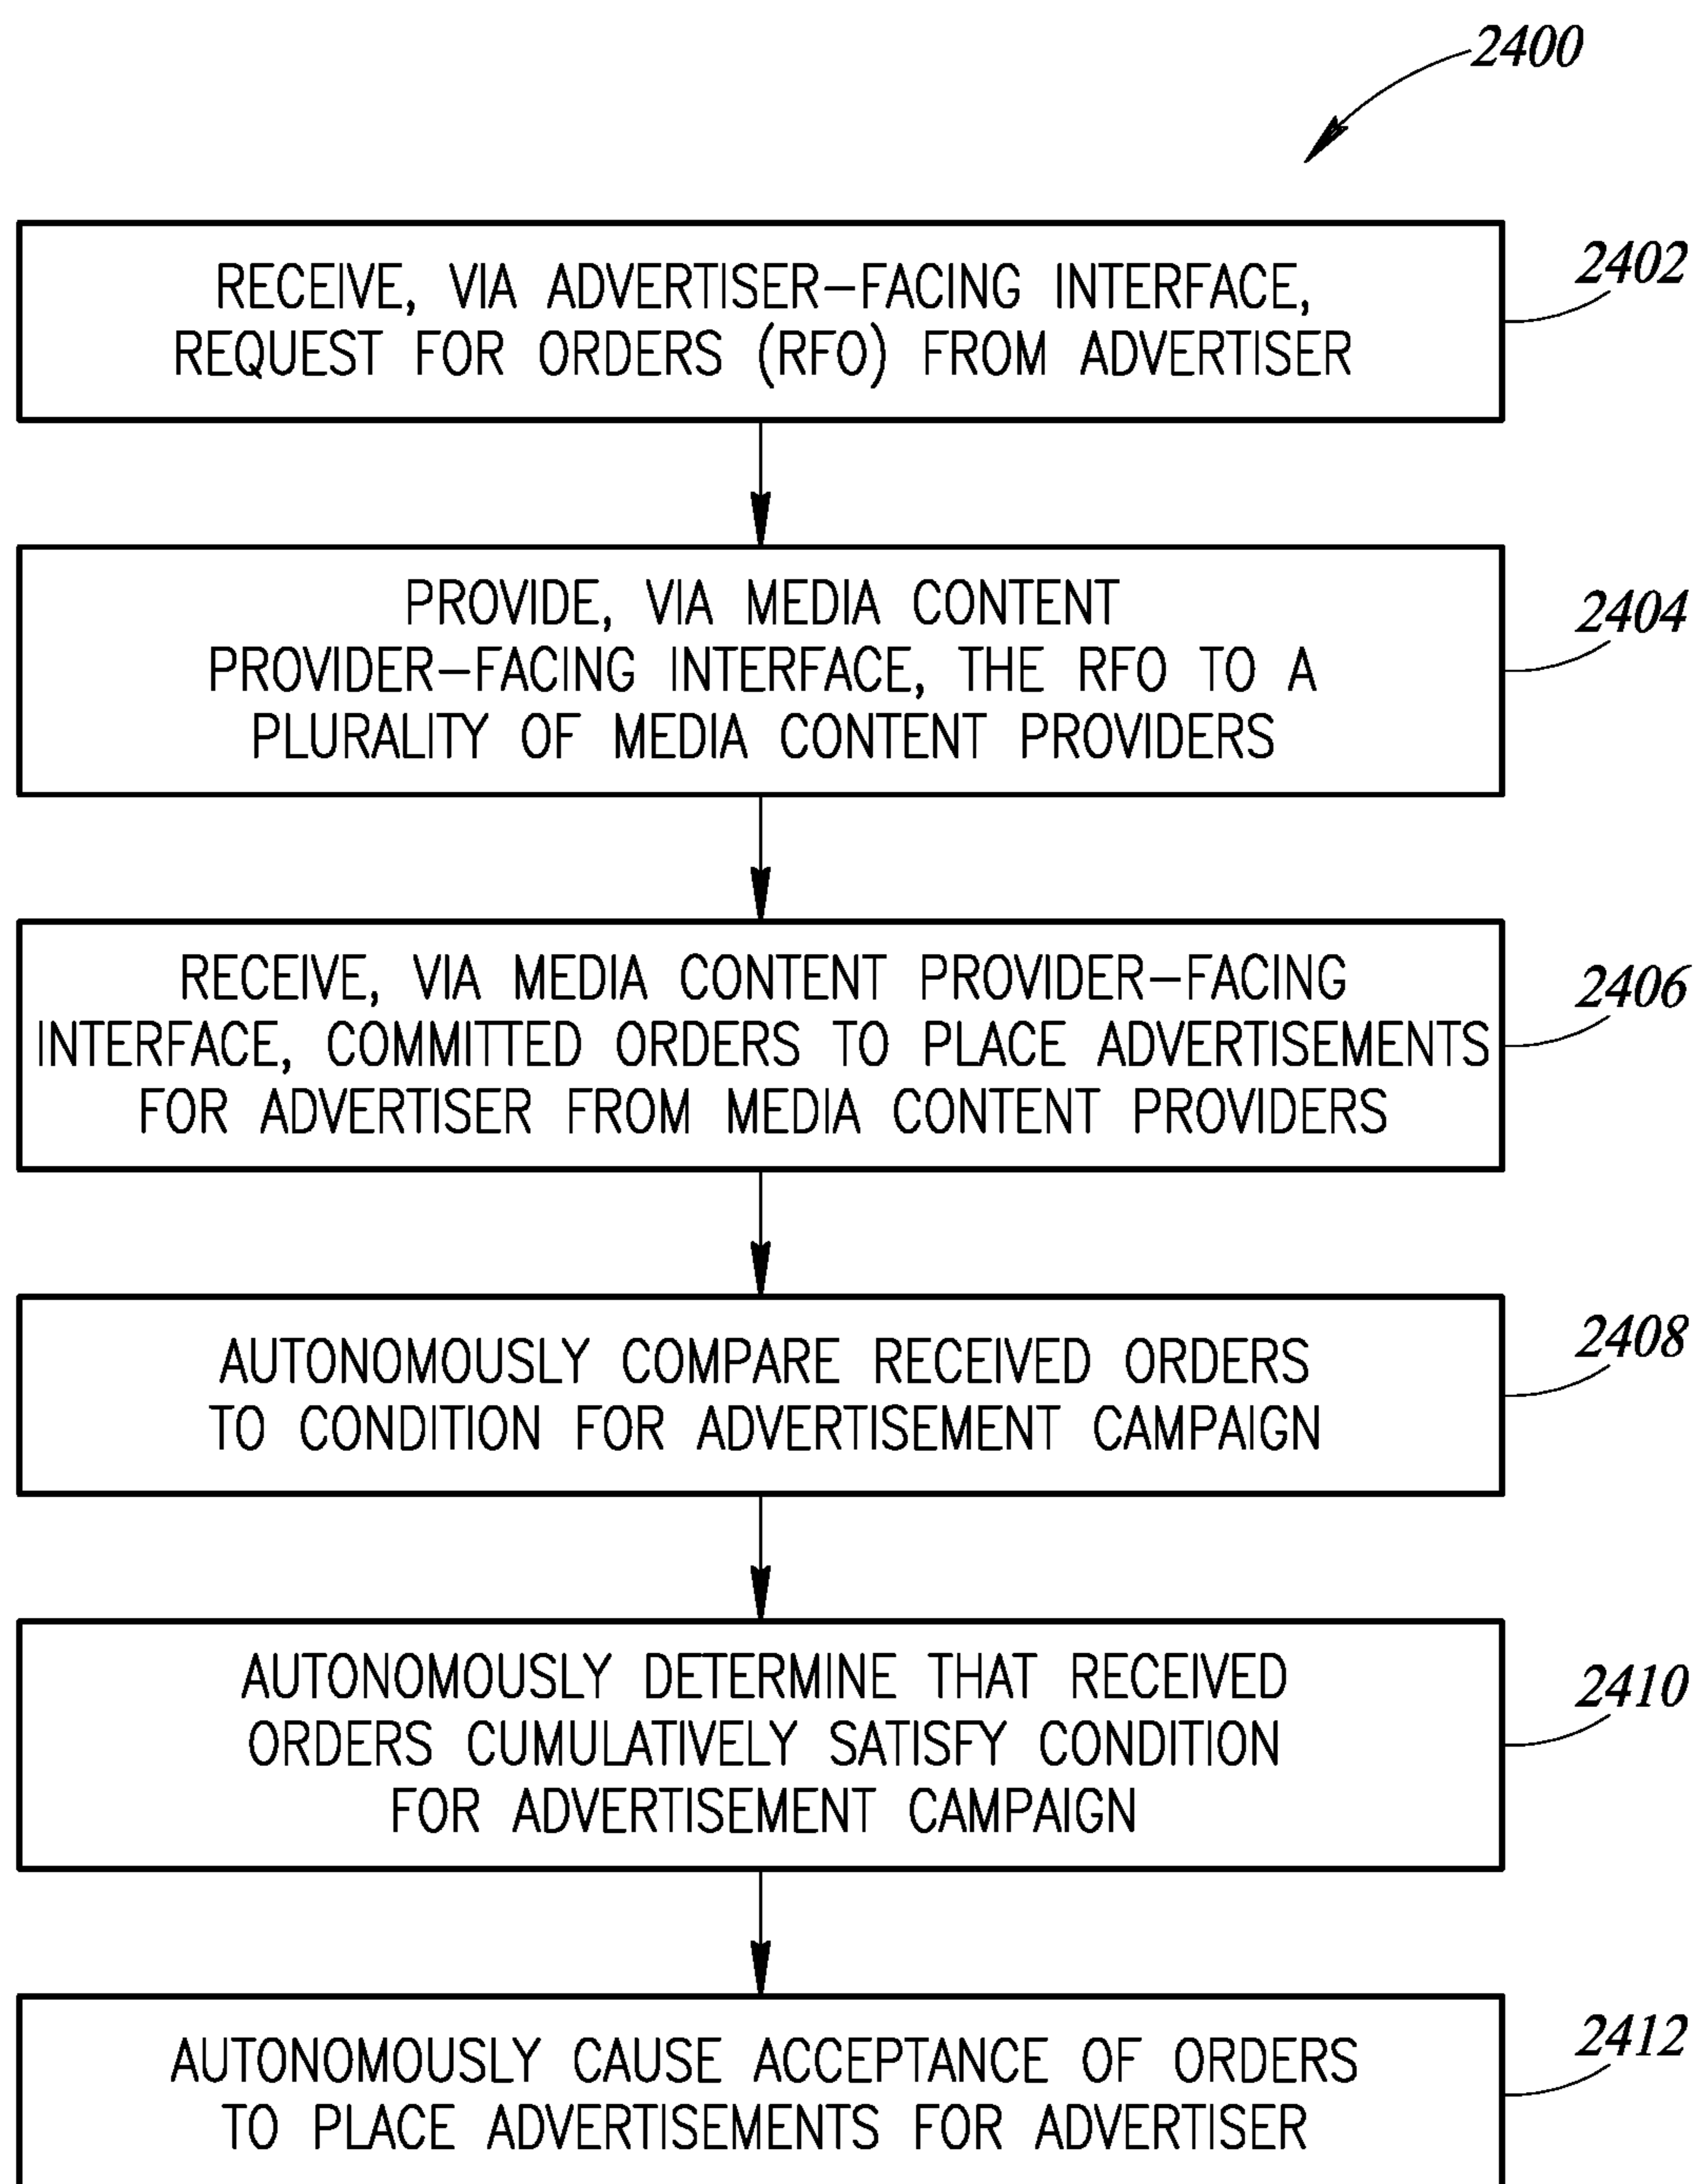 2400
RECEIVE, VIA ADVERTISER–FACING INTERFACE,
REQUEST FOR ORDERS (RFO) FROM ADVERTISER
2402
PROVIDE, VIA MEDIA CONTENT
PROVIDER–FACING INTERFACE, THE RFO TO A
PLURALITY OF MEDIA CONTENT PROVIDERS
2404
RECEIVE, VIA MEDIA CONTENT PROVIDER–FACING
INTERFACE, COMMITTED ORDERS TO PLACE ADVERTISEMENTS
FOR ADVERTISER FROM MEDIA CONTENT PROVIDERS
2406
AUTONOMOUSLY COMPARE RECEIVED ORDERS
TO CONDITION FOR ADVERTISEMENT CAMPAIGN
2408
AUTONOMOUSLY DETERMINE THAT RECEIVED
ORDERS CUMULATIVELY SATISFY CONDITION
FOR ADVERTISEMENT CAMPAIGN
2410
AUTONOMOUSLY CAUSE ACCEPTANCE OF ORDERS
TO PLACE ADVERTISEMENTS FOR ADVERTISER
2412